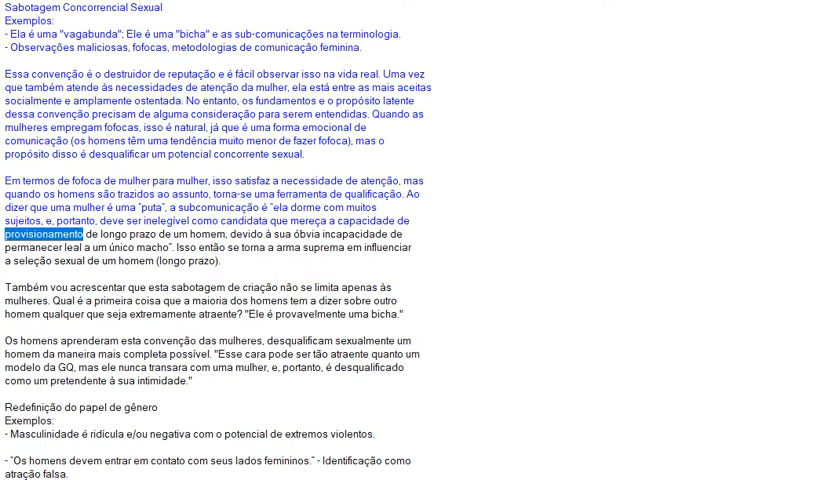 Sabotagem Concorrencial Sexual
Exemplos:
- Ela é uma "vagabunda"; Ele é uma "bicha" e as sub-comunicações na terminologia.
- Observações maliciosas, fofocas, metodologias de comunicação feminina.
Essa convenção é o destruidor de reputação e é fácil observar isso na vida real. Uma vez
que também atende às necessidades de atenção da mulher, ela está entre as mais aceitas
socialmente e amplamente ostentada. No entanto, os fundamentos e o propósito latente
dessa convenção precisam de alguma consideração para serem entendidas. Quando as
mulheres empregam fofocas, isso é natural, já que é uma forma emocional de
comunicação (os homens têm uma tendência muito menor de fazer fofoca), mas o
propósito disso é desqualificar um potencial concorrente sexual.
Em termos de fofoca de mulher para mulher, isso satisfaz a necessidade de atenção, mas
quando os homens são trazidos ao assunto, torna-se uma ferramenta de qualificação. Ao
dizer que uma mulher é uma "puta", a subcomunicação é "ela dorme com muitos
sujeitos, e, portanto, deve ser inelegível como candidata que mereça a capacidade de
provisionamento de longo prazo de um homem, devido à sua óbvia incapacidade de
permanecer leal a um único macho". Isso então se torna a arma suprema em influenciar
a seleção sexual de um homem (longo prazo).
Também vou acrescentar que esta sabotagem de criação não se limita apenas às
mulheres. Qual é a primeira coisa que a maioria dos homens tem a dizer sobre outro
homem qualquer que seja extremamente atraente? "Ele é provavelmente uma bicha."
Os homens aprenderam esta convenção das mulheres, desqualificam sexualmente um
homem da maneira mais completa possível. "Esse cara pode ser tão atraente quanto um
modelo da GQ, mas ele nunca transara com uma mulher, e, portanto, é desqualificado
como um pretendente à sua intimidade."
Redefinição do papel de gênero
Exemplos:
- Masculinidade é ridícula e/ou negativa com o potencial de extremos violentos.
- "Os homens devem entrar em contato com seus lados femininos." - Identificação como
atração falsa.